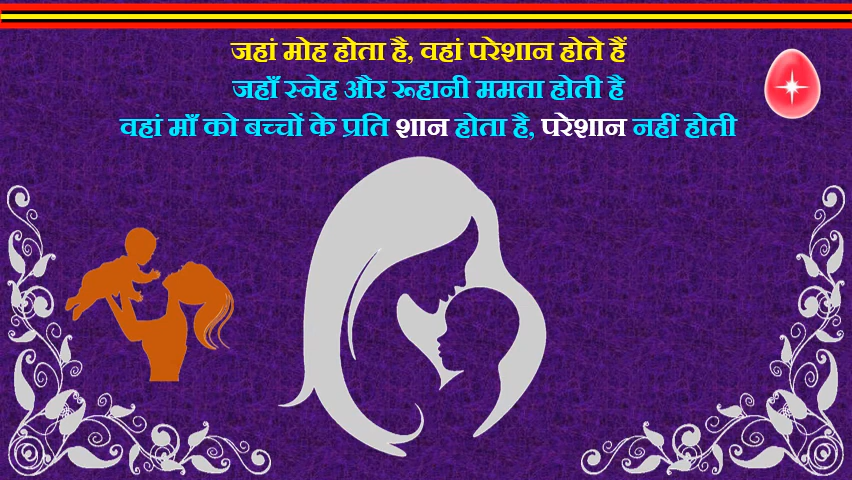 जहां मोह होता है, वहां परेशान होते हैं
जहाँ स्नेह और रूहानी ममता होती है
वहां माँ को बच्चों के प्रति शान होता है, परेशान नहीं होती